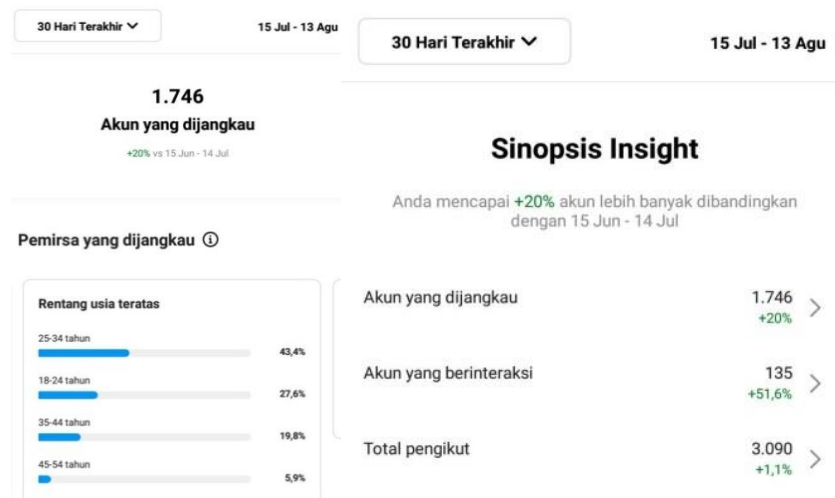 30 Hari Terakhir
15 Jul - 13 Agu
1.746
Akun yang dijangkau
+20% vs 15 Jun - 14 Jul
Pemirsa yang dijangkau
Rentang usia teratas
25-34 tahun
43,4%
18-24 tahun
27,6%
35-44 tahun
19,8%
45-54 tahun
5,9%
30 Hari Terakhir
15 Jul - 13 Agu
Sinopsis Insight
Anda mencapai +20% akun lebih banyak dibandingkan
dengan 15 Jun - 14 Jul
Akun yang dijangkau
1.746
+20%
Akun yang berinteraksi
135
+51,6%
Total pengikut
3.090
+1,1%